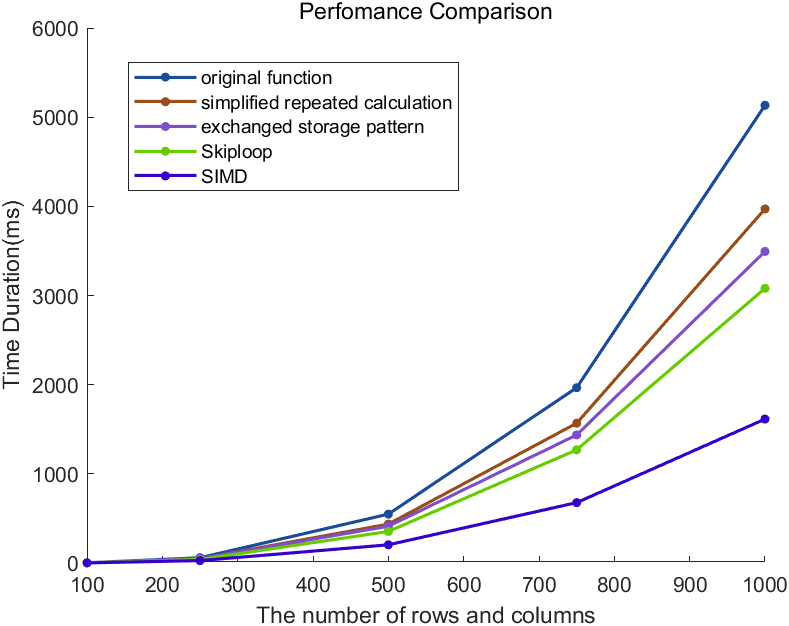 Perfomance Comparison
6000
5000
4000
3000
2000
1000
0
Time Duration(ms)
original function
simplified repeated calculation
exchanged storage pattern
Skiploop
SIMD
100 200 300 400 500 600 700 800 900 1000
The number of rows and columns